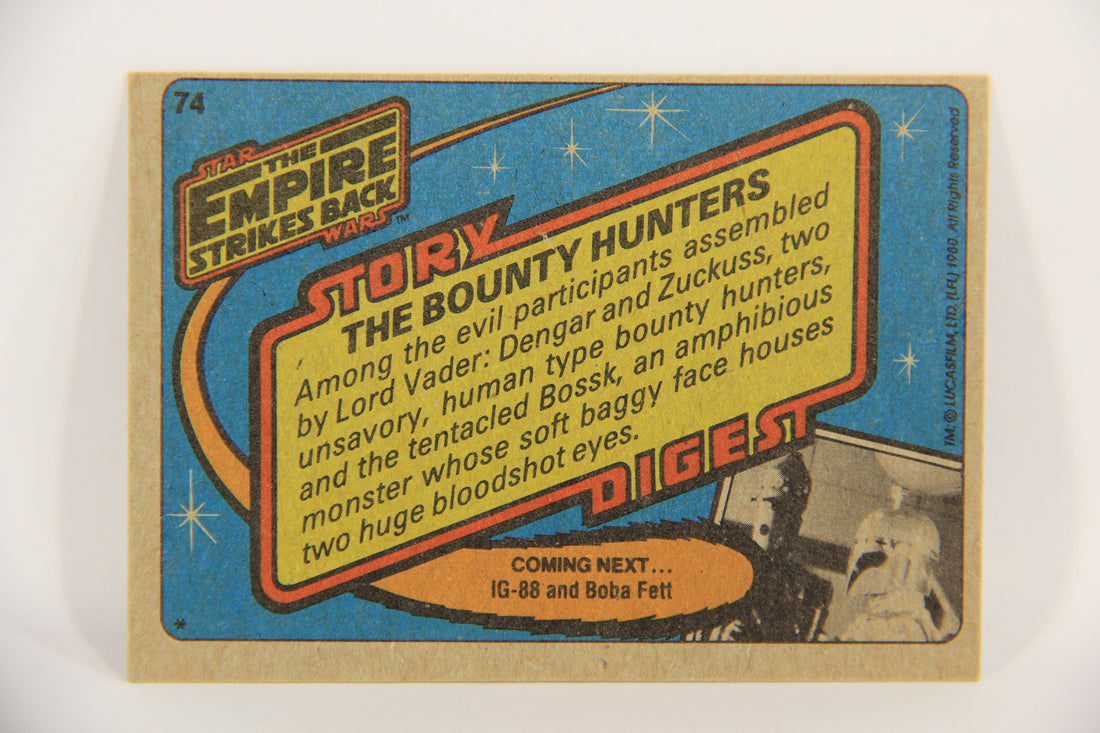 74
STAR
THE
EMPIRE
STRIKES BACK
WARS™
STORY
THE BOUNTY HUNTERS
Among the evil participants assembled
by Lord Vader: Dengar and Zuckuss, two
unsavory, human type bounty hunters,
and the tentacled Bossk, an amphibious
monster whose soft baggy face houses
two huge bloodshot eyes.
DIGEST
COMING NEXT...
IG-88 and Boba Fett
*
TM: © LUCASFILM, LTD. (LFL) 1980. All Rights Reserved